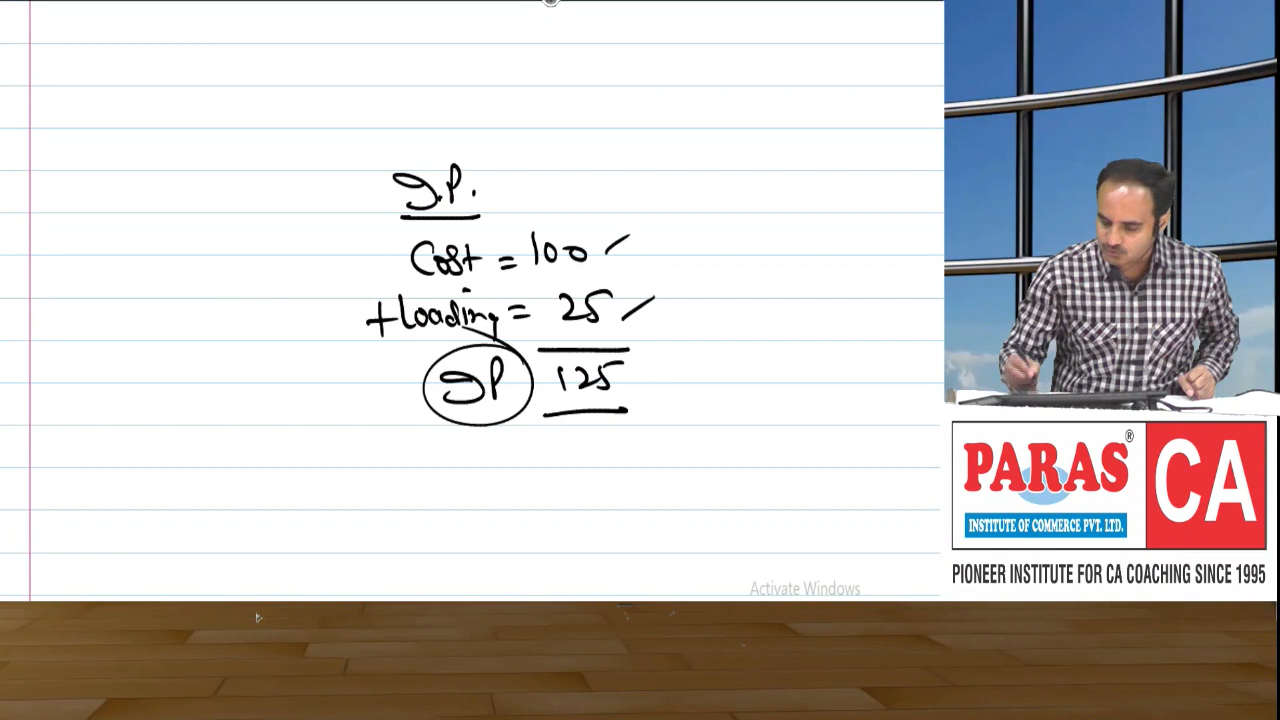 I.P.
Cost = 100
+Loading = 25
IP 125
Activate Windows
PARAS®
INSTITUTE OF COMMERCE PVT. LTD.
CA
PIONEER INSTITUTE FOR CA COACHING SINCE 1995